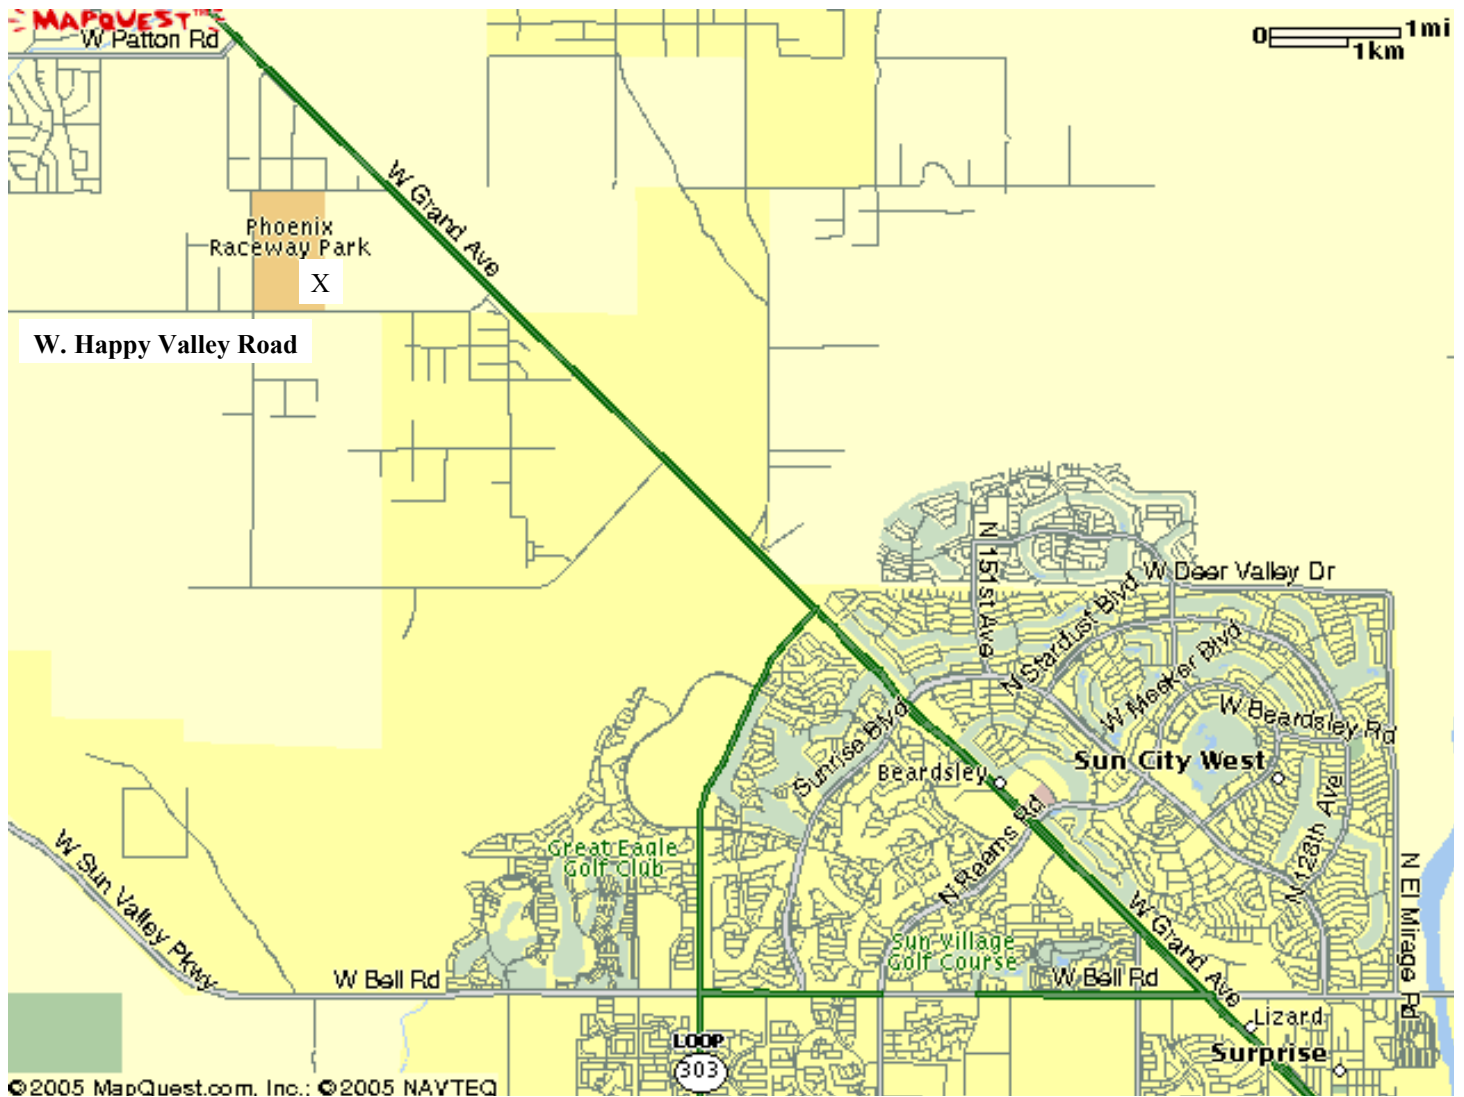 MAPQUEST
W Patton Rd
0 1mi
1km
W Grand Ave
Phoenix
Raceway Park
X
W. Happy Valley Road
N 151st Ave
W Deer Valley Dr
N Stardust Blvd
W Meeker Blvd
W Beardsley Rd
Sunrise Blvd
Beardsley
Sun City West
N 128th Ave
N Reems Rd
Great Eagle
Golf Club
W Sun Valley Pkwy
N El Mirage Rd
W Grand Ave
Sun Village
Golf Course
W Bell Rd
W Bell Rd
Lizard
LOOP
303
Surprise
©2005 MapQuest.com, Inc.; ©2005 NAVTEQ